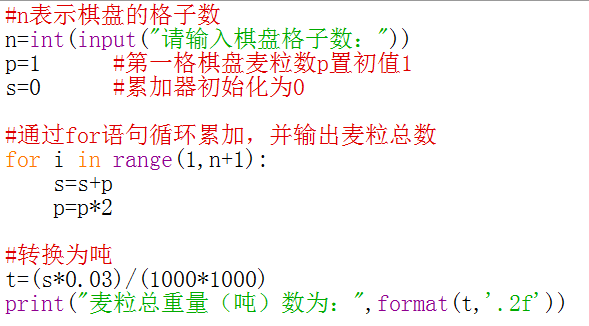 #n表示棋盘的格子数
n=int(input("请输入棋盘格子数："))
p=1      #第一格棋盘麦粒数p置初值1
s=0      #累加器初始化为0
#通过for语句循环累加，并输出麦粒总数
for i in range(1,n+1):
    s=s+p
    p=p*2
#转换为吨
t=(s*0.03)/(1000*1000)
print("麦粒总重量（吨）数为：",format(t,'.2f'))